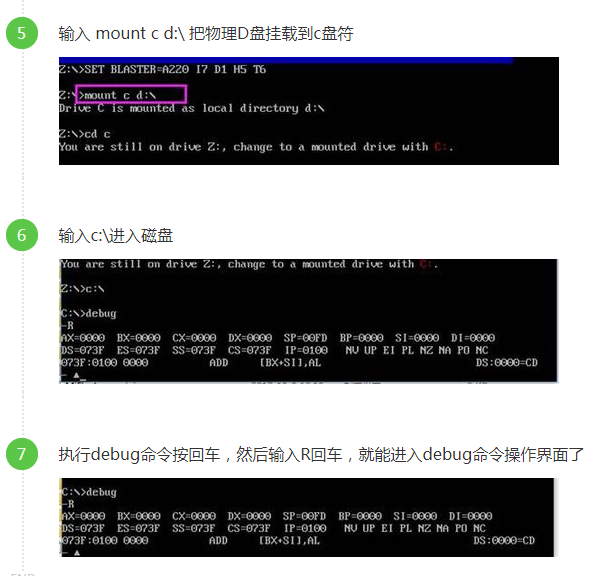 5
输入 mount c d:\ 把物理D盘挂载到c盘符
Z:\>SET BLASTER=A220 I7 D1 H5 T6
Z:\>mount c d:\
Drive C is mounted as local directory d:\
Z:\>cd c
You are still on drive Z:, change to a mounted drive with C:.
6
输入c:\进入磁盘
You are still on drive Z:, change to a mounted drive with C:.
Z:\>c:\
C:\>debug
-R
AX=0000 BX=0000 CX=0000 DX=0000 SP=00FD BP=0000 SI=0000 DI=0000
DS=073F ES=073F SS=073F CS=073F IP=0100 NV UP EI PL NZ NA PO NC
073F:0100 0000 ADD [BX+SI],AL DS:0000=CD
-
7
执行debug命令按回车，然后输入R回车，就能进入debug命令操作界面了
C:\>debug
-R
AX=0000 BX=0000 CX=0000 DX=0000 SP=00FD BP=0000 SI=0000 DI=0000
DS=073F ES=073F SS=073F CS=073F IP=0100 NV UP EI PL NZ NA PO NC
073F:0100 0000 ADD [BX+SI],AL DS:0000=CD
-